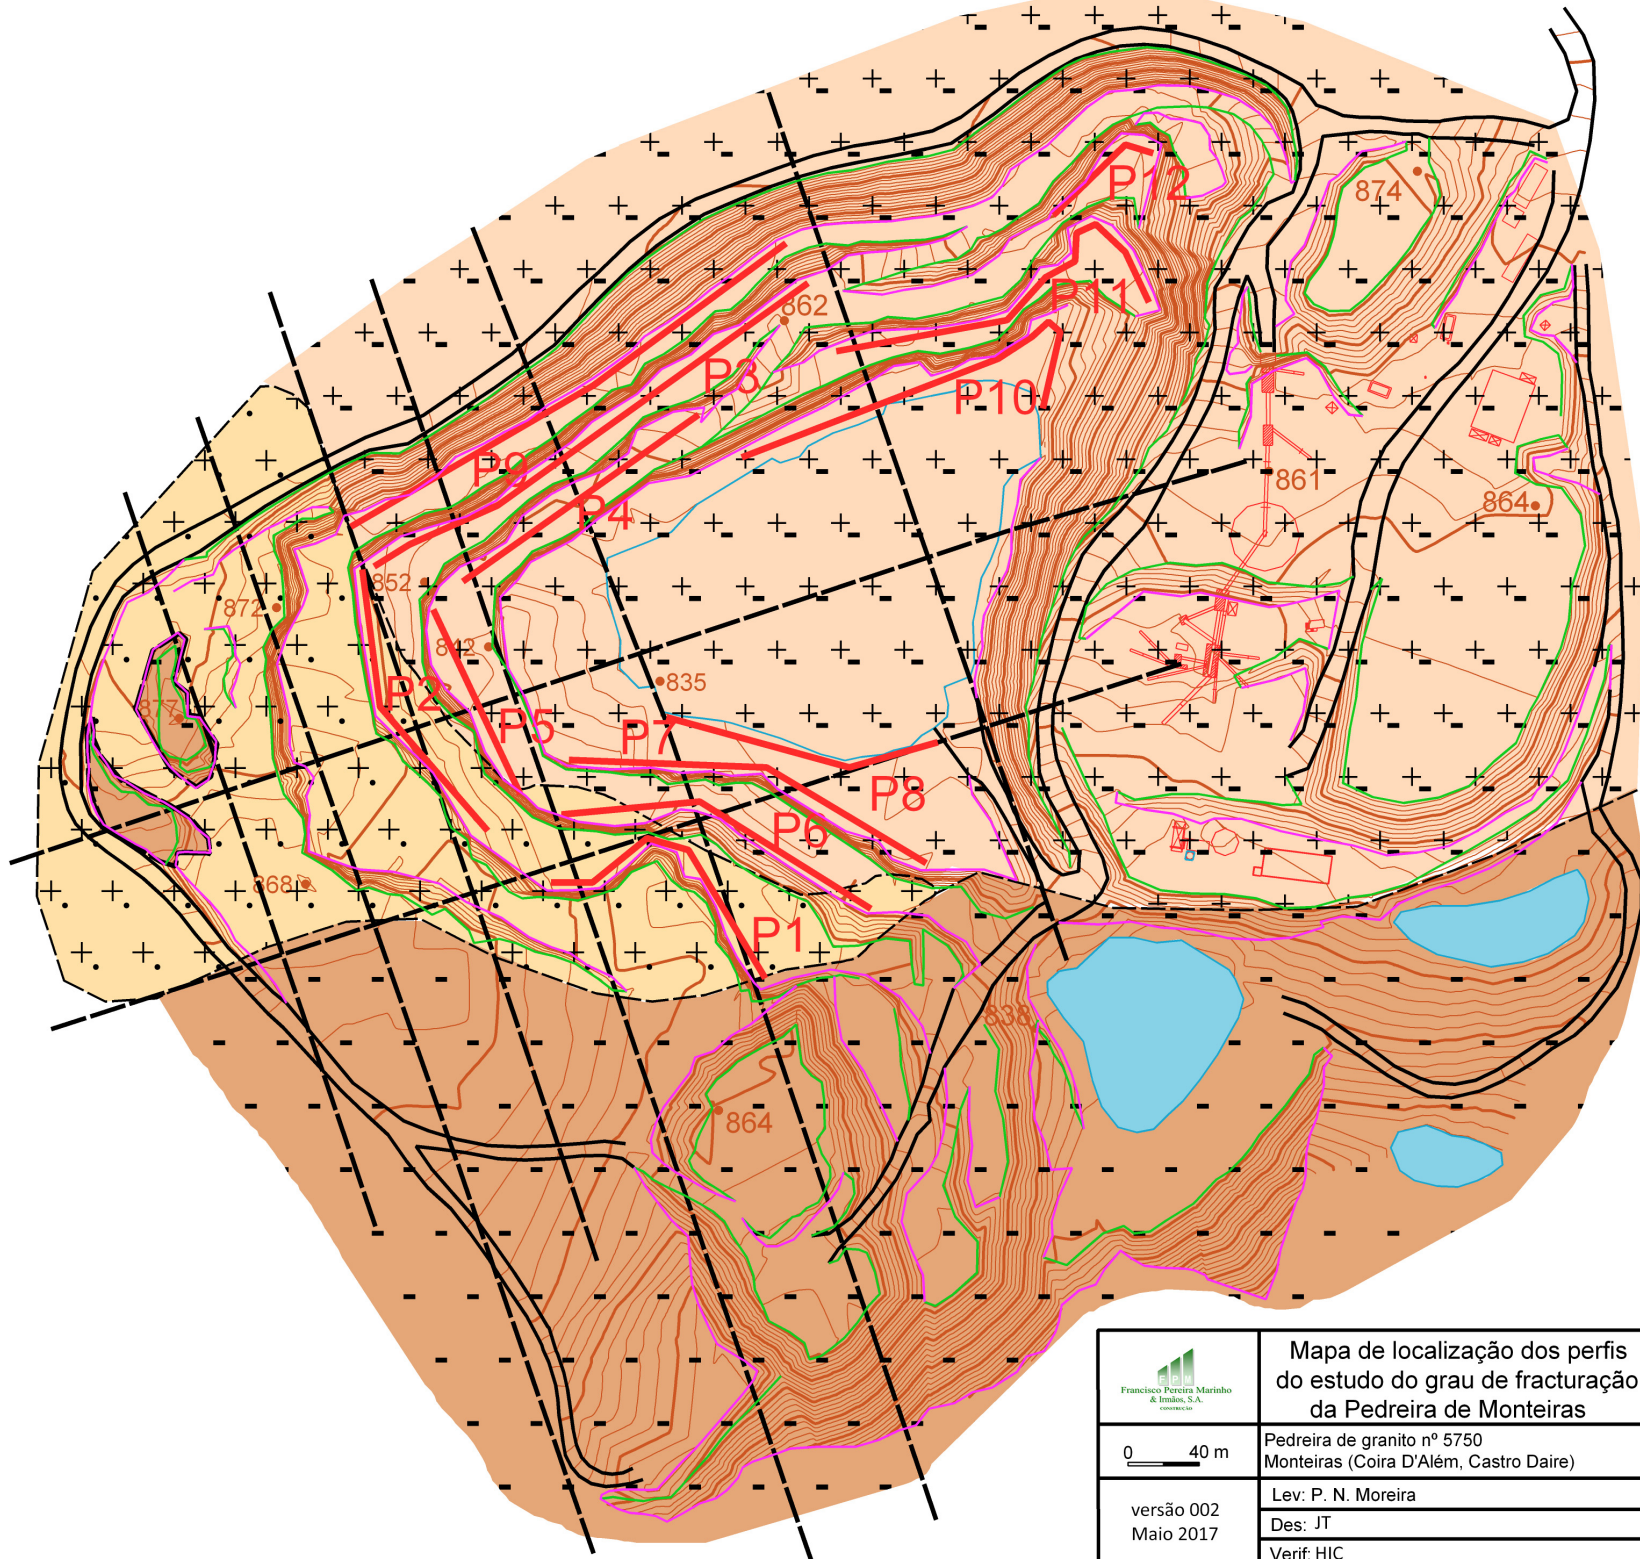 P12
874
P11
862
P3
P10
P9
861
864
P4
852
872
842
835
P2
877
P5
P7
P8
P6
868
P1
838
864
FPM
Francisco Pereira Marinho
& Irmãos, S.A.
CONSTRUÇÃO
Mapa de localização dos perfis
do estudo do grau de fracturação
da Pedreira de Monteiras
0 40 m
Pedreira de granito nº 5750
Monteiras (Coira D'Além, Castro Daire)
versão 002
Maio 2017
Lev: P. N. Moreira
Des: JT
Verif: HIC